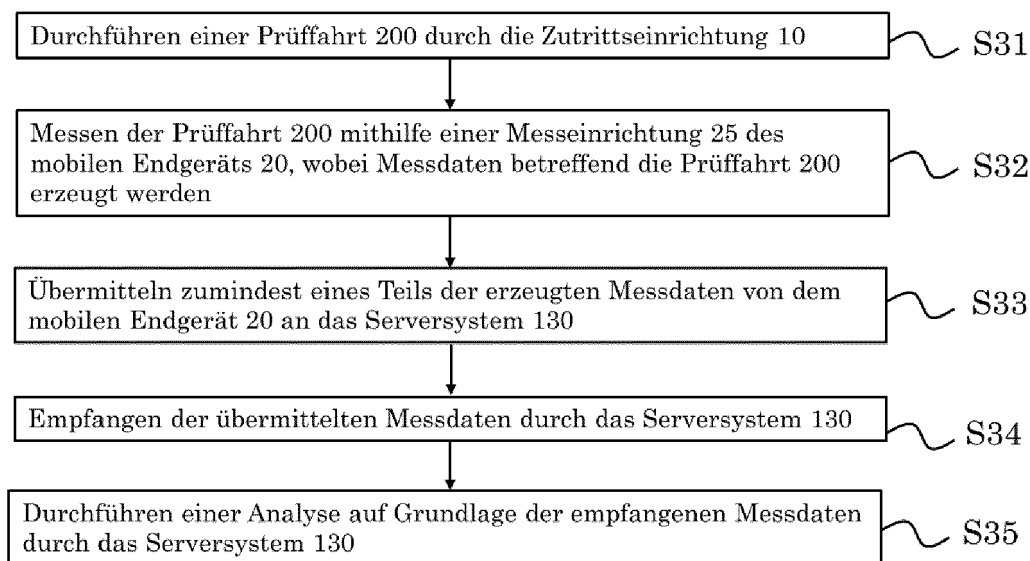 Durchführen einer Prüffahrt 200 durch die Zutrittseinrichtung 10
S31
Messen der Prüffahrt 200 mithilfe einer Messeinrichtung 25 des
mobilen Endgeräts 20, wobei Messdaten betreffend die Prüffahrt 200
erzeugt werden
S32
Übermitteln zumindest eines Teils der erzeugten Messdaten von dem
mobilen Endgerät 20 an das Serversystem 130
S33
Empfangen der übermittelten Messdaten durch das Serversystem 130
S34
Durchführen einer Analyse auf Grundlage der empfangenen Messdaten
durch das Serversystem 130
S35